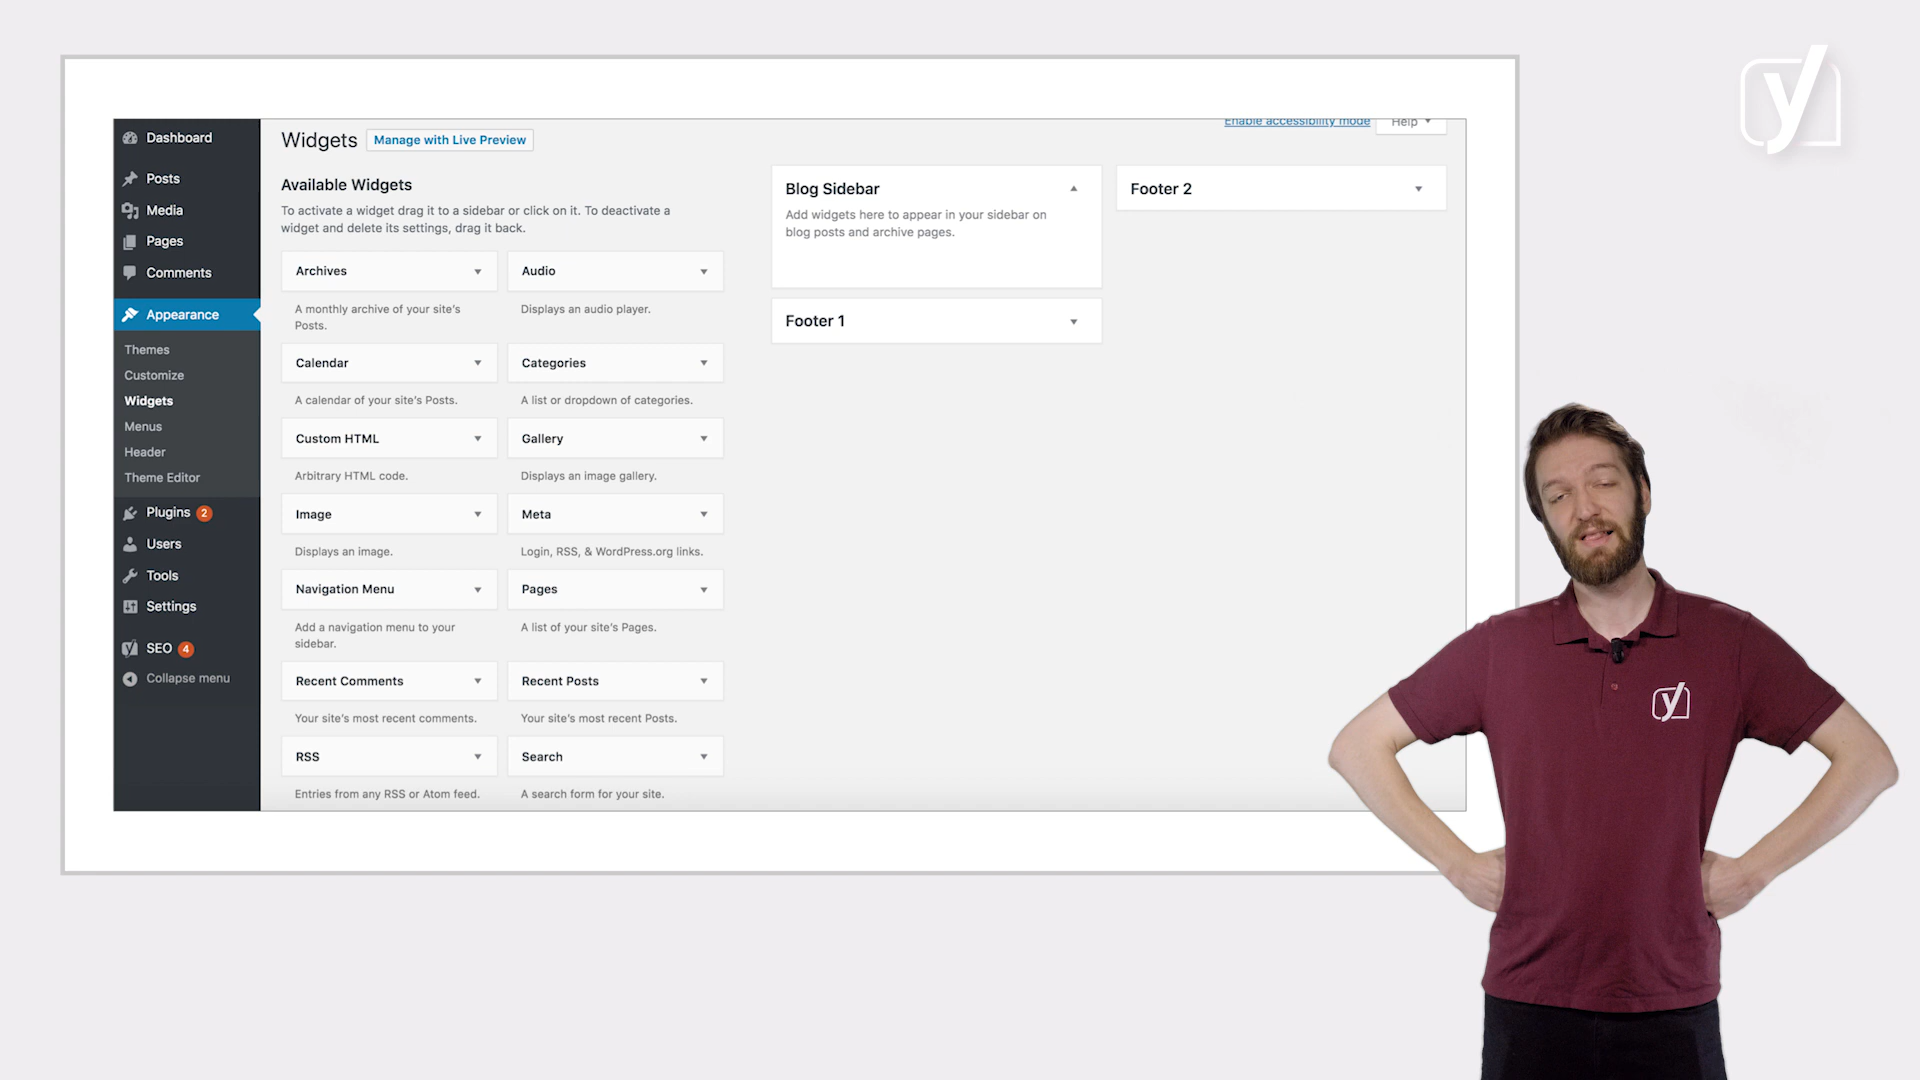 Dashboard
Posts
Media
Pages
Comments
Appearance
Themes
Customize
Widgets
Menus
Header
Theme Editor
Plugins 2
Users
Tools
Settings
SEO 4
Collapse menu
Widgets Manage with Live Preview
Enable accessibility mode Help
Available Widgets
To activate a widget drag it to a sidebar or click on it. To deactivate a
widget and delete its settings, drag it back.
Archives
A monthly archive of your site's
Posts.
Audio
Displays an audio player.
Calendar
A calendar of your site's Posts.
Categories
A list or dropdown of categories.
Custom HTML
Arbitrary HTML code.
Gallery
Displays an image gallery.
Image
Displays an image.
Meta
Login, RSS, & WordPress.org links.
Navigation Menu
Add a navigation menu to your
sidebar.
Pages
A list of your site's Pages.
Recent Comments
Your site's most recent comments.
Recent Posts
Your site's most recent Posts.
RSS
Entries from any RSS or Atom feed.
Search
A search form for your site.
Blog Sidebar
Add widgets here to appear in your sidebar on
blog posts and archive pages.
Footer 1
Footer 2
y
y